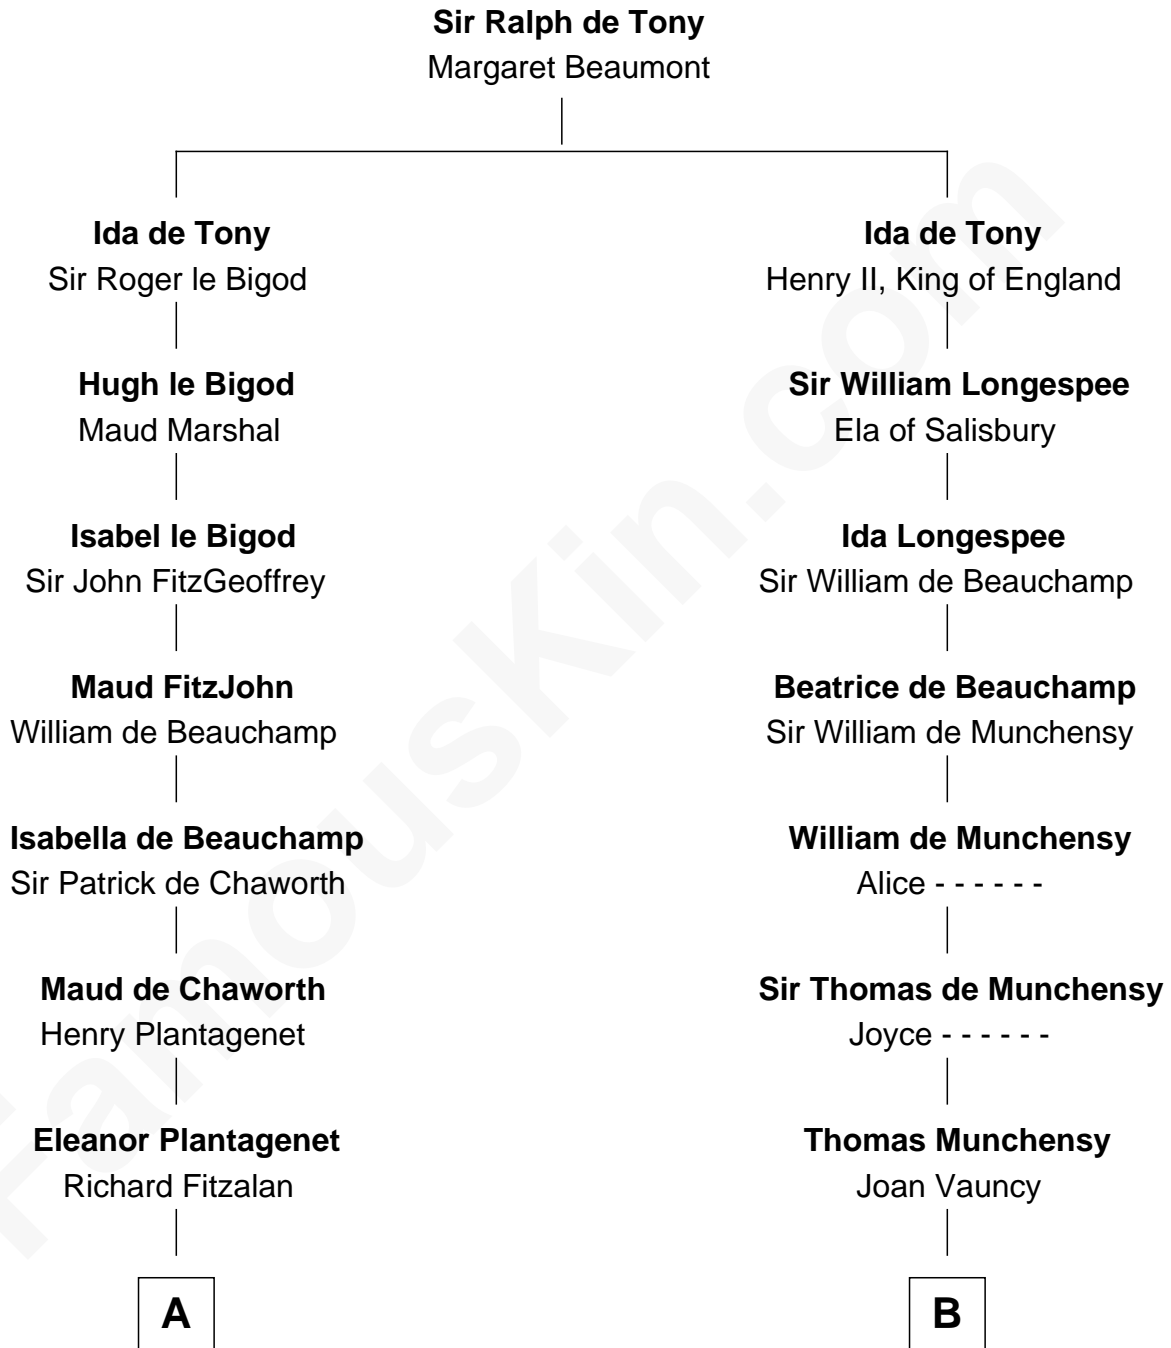 Sir Ralph de Tony
Margaret Beaumont
Ida de Tony
Sir Roger le Bigod
Hugh le Bigod
Maud Marshal
Isabel le Bigod
Sir John FitzGeoffrey
Maud FitzJohn
William de Beauchamp
Isabella de Beauchamp
Sir Patrick de Chaworth
Maud de Chaworth
Henry Plantagenet
Eleanor Plantagenet
Richard Fitzalan
A
Ida de Tony
Henry II, King of England
Sir William Longespee
Ela of Salisbury
Ida Longespee
Sir William de Beauchamp
Beatrice de Beauchamp
Sir William de Munchensy
William de Munchensy
Alice - - - - - -
Sir Thomas de Munchensy
Joyce - - - - - -
Thomas Munchensy
Joan Vauncy
B
FamousKin.com